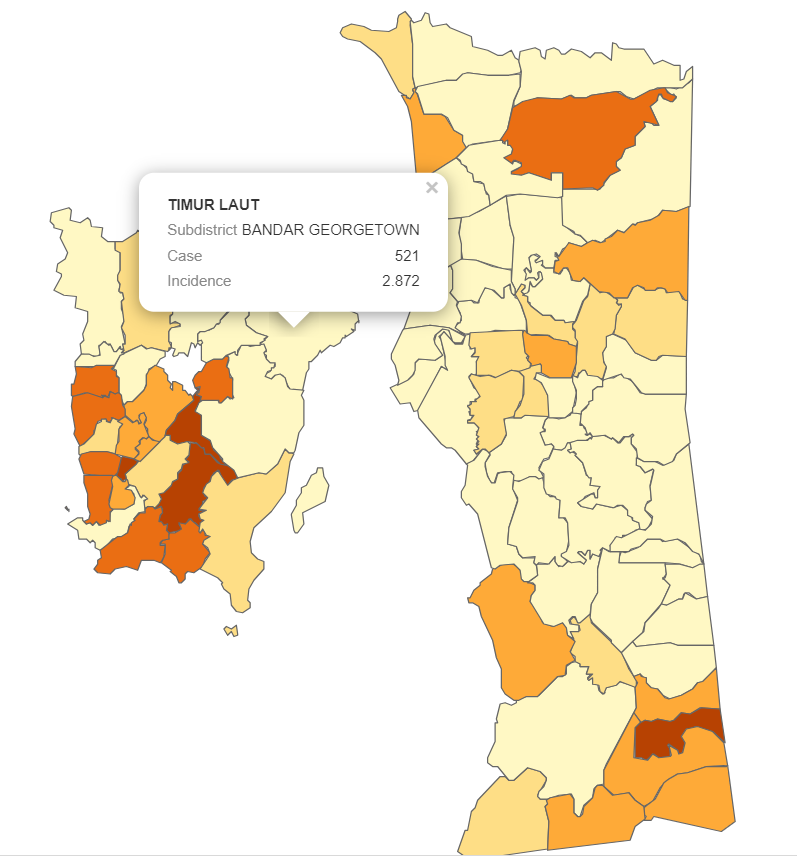 ×
TIMUR LAUT
Subdistrict BANDAR GEORGETOWN
Case 521
Incidence 2.872